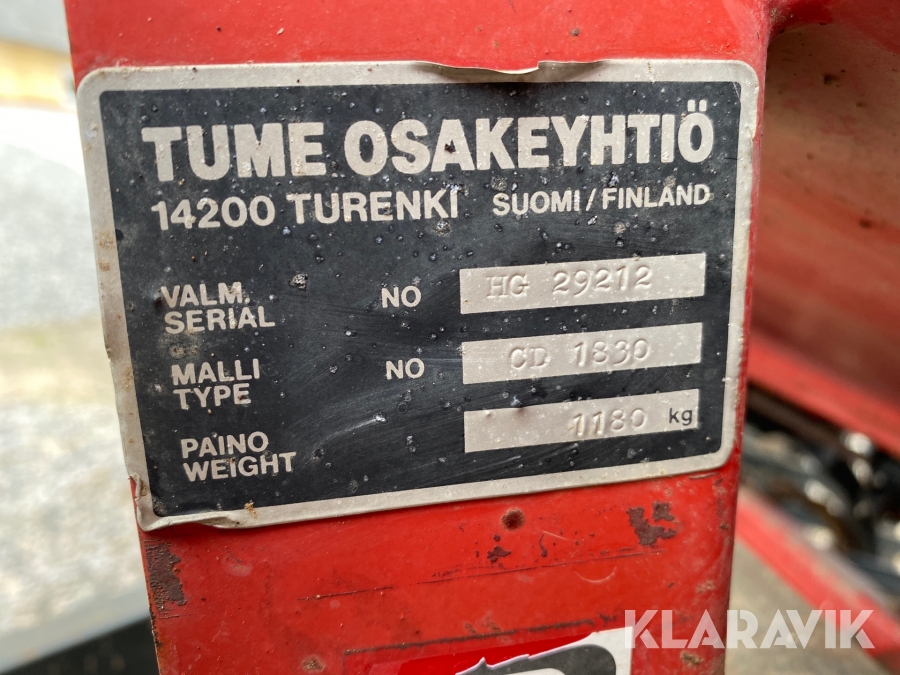 TUME OSAKEYHTIÖ
14200 TURENKI SUOMI/FINLAND
VALM. NO HG 29212
SERIAL
MALLI NO CD 1830
TYPE
PAINO 1180 kg
WEIGHT
KLARAVIK